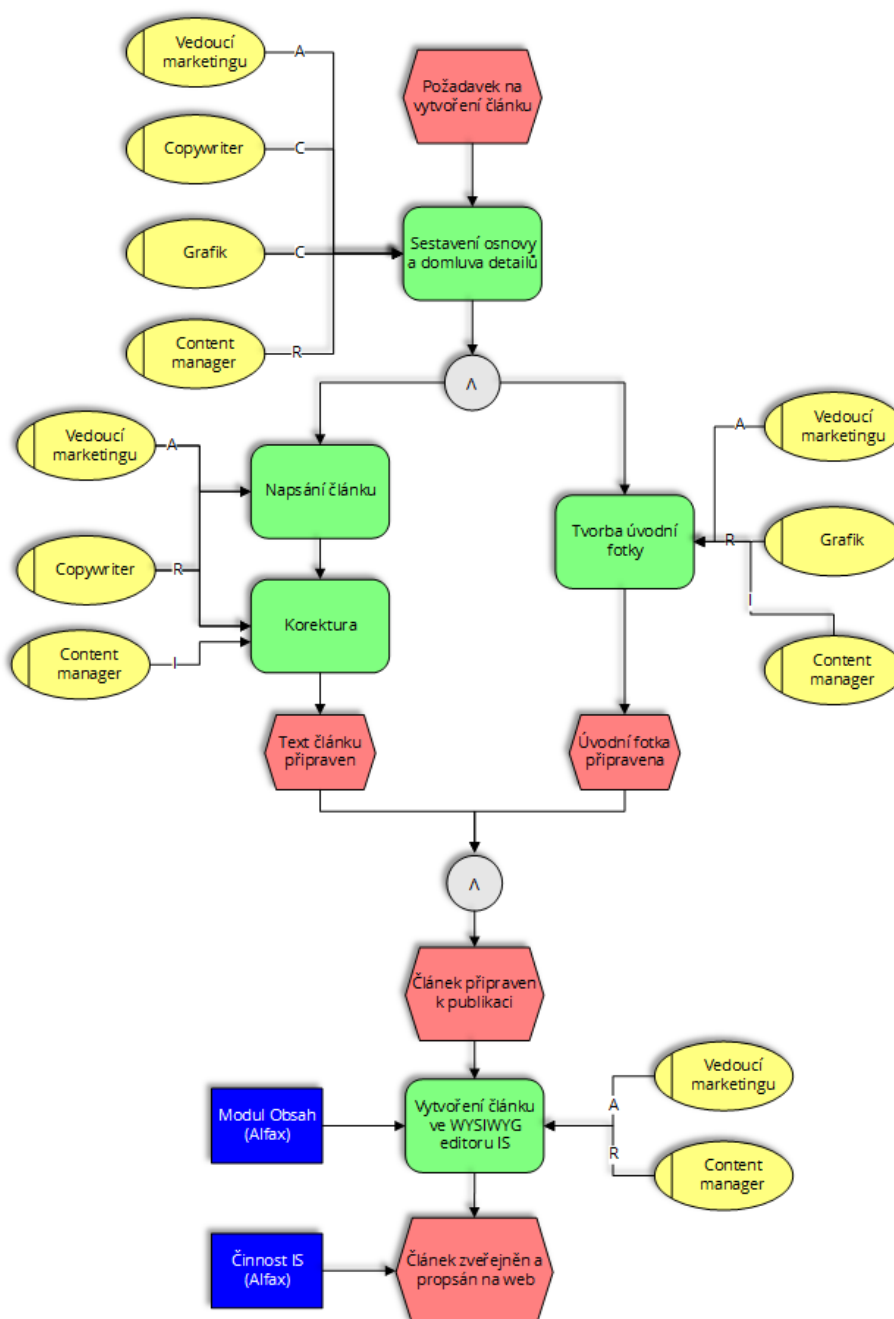 Vedoucí
marketingu
A
Požadavek na
vytvoření článku
Copywriter
C
Grafik
C
Sestavení osnovy
a domluva detailů
Content
manager
R
Λ
Vedoucí
marketingu
A
Napsání článku
Copywriter
R
Korektura
Content
manager
I
Vedoucí
marketingu
A
Tvorba úvodní
fotky
R
Grafik
I
Content
manager
Text článku
připraven
Úvodní fotka
připravena
Λ
Článek připraven
k publikaci
Modul Obsah
(Alfax)
Vytvoření článku
ve WYSIWYG
editoru IS
A
Vedoucí
marketingu
R
Content
manager
Činnost IS
(Alfax)
Článek zveřejněn a
propsán na web